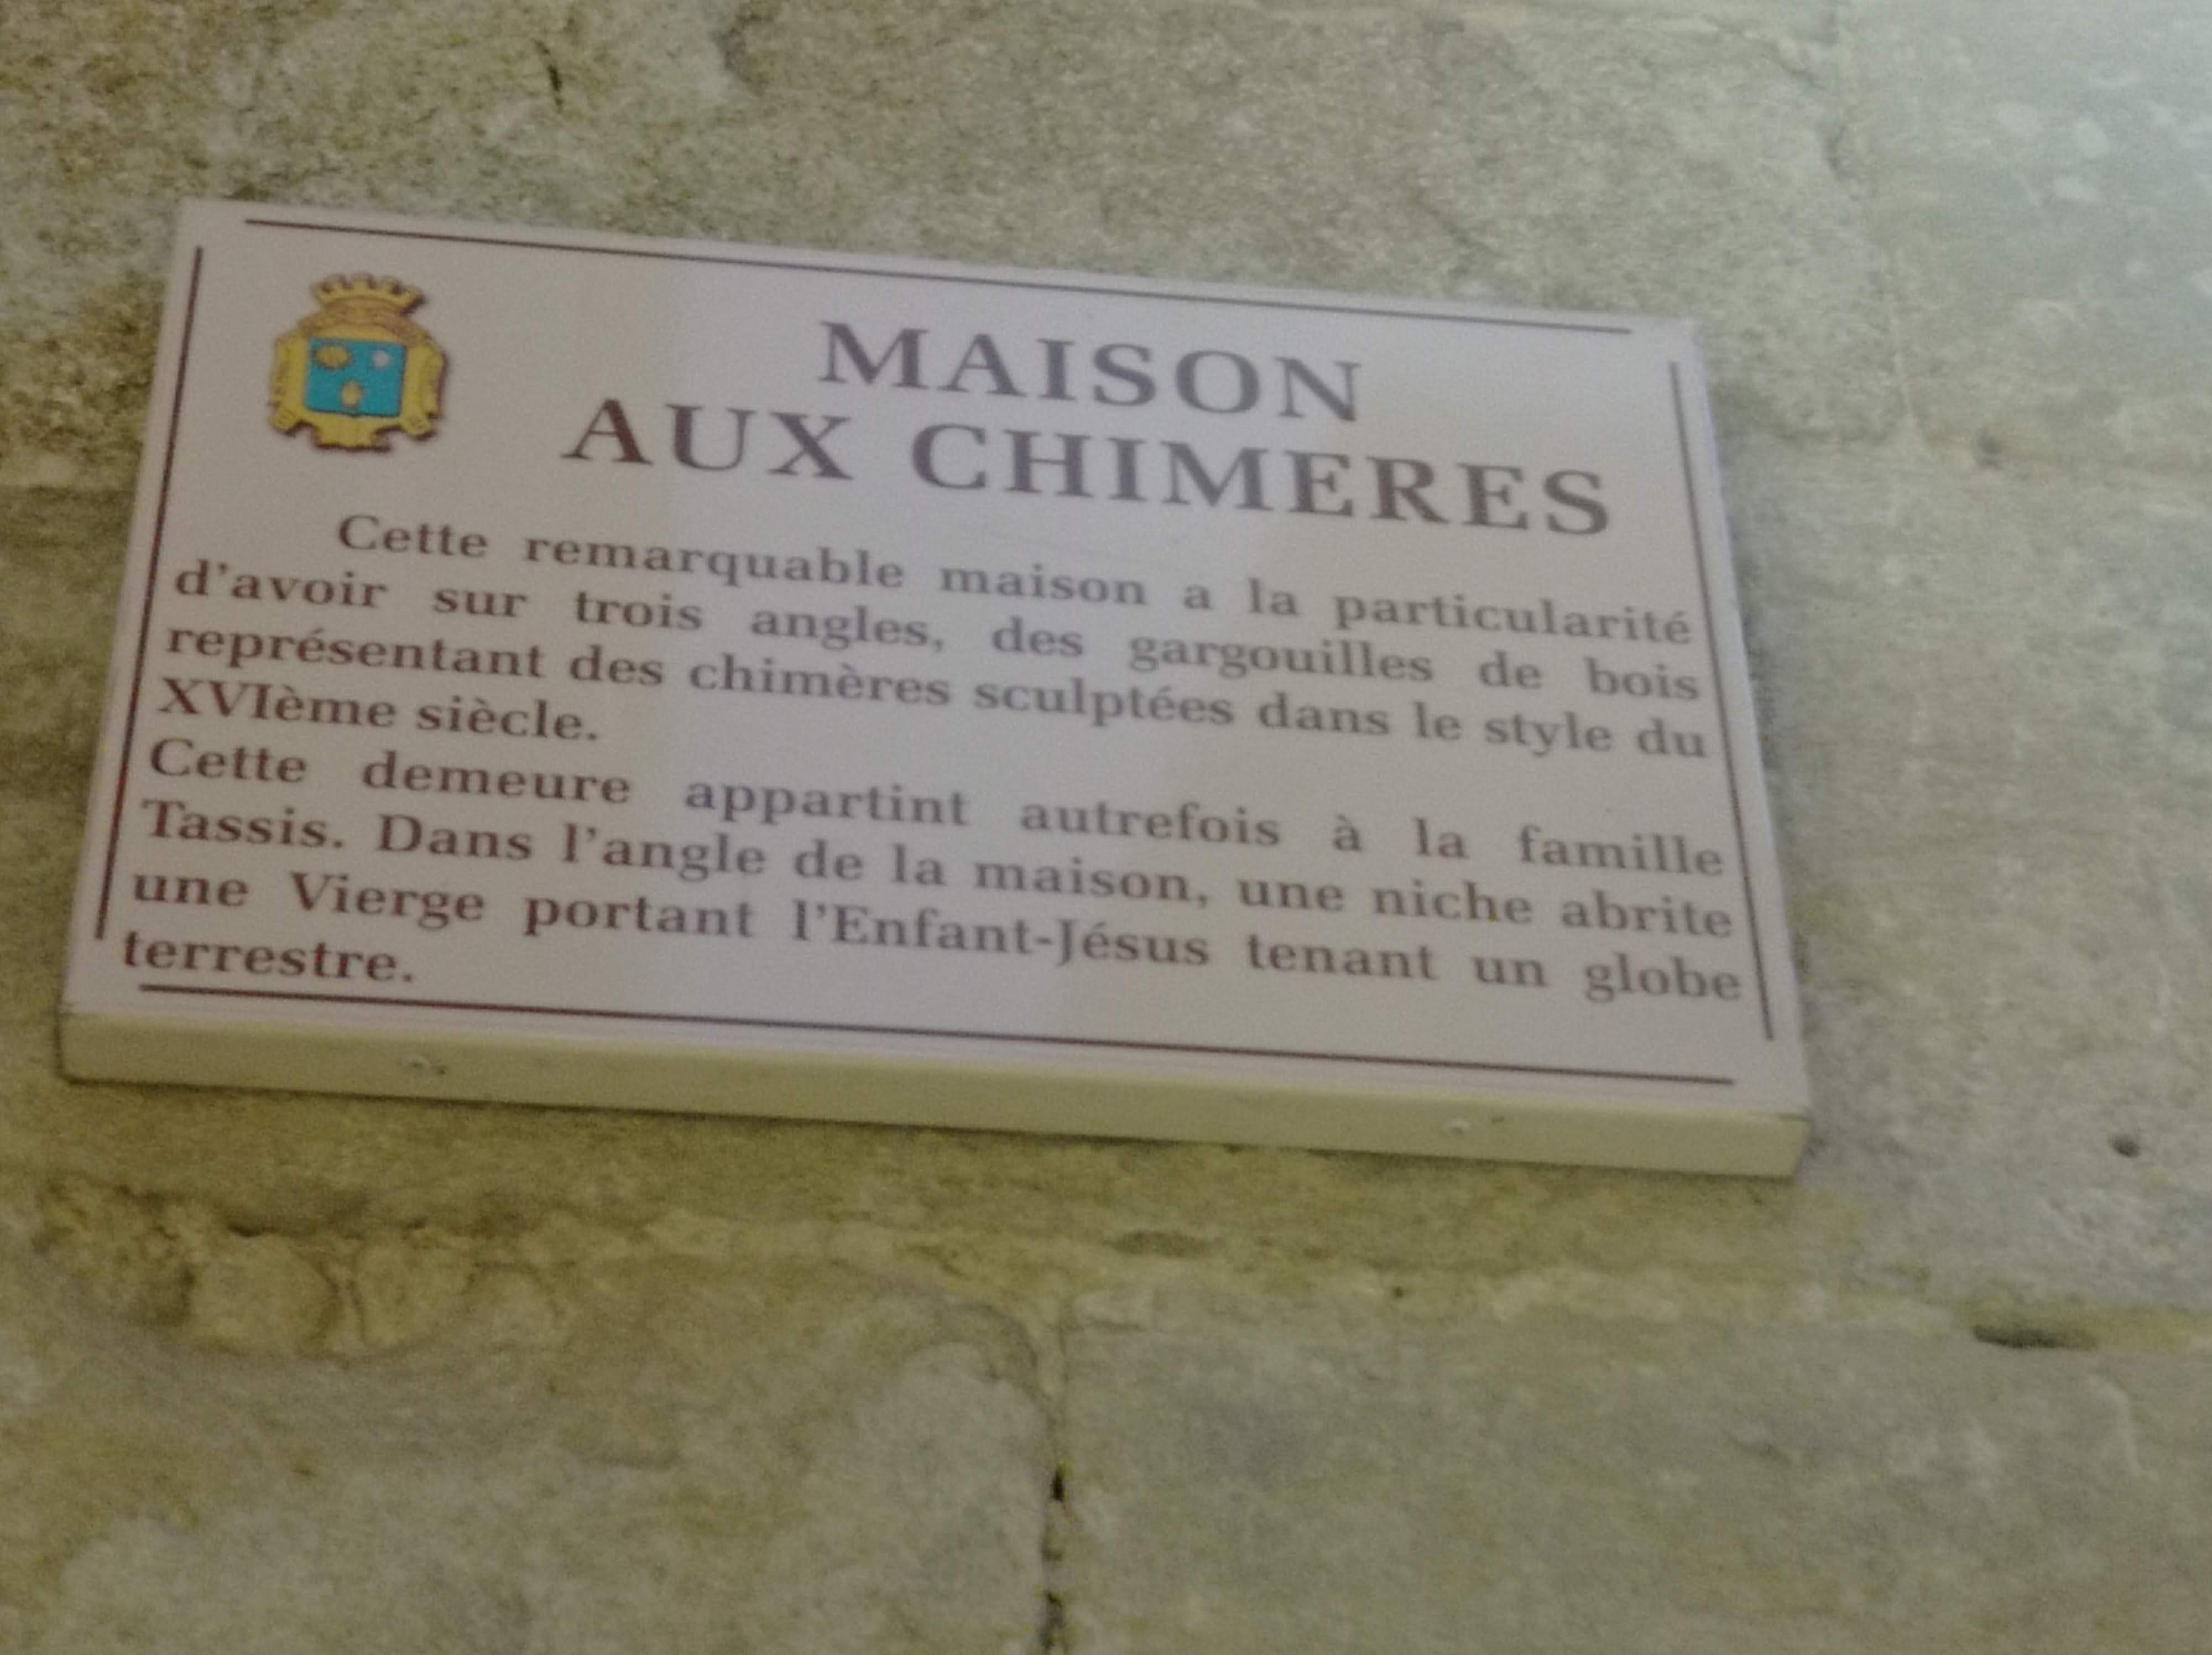 MAISON
AUX CHIMERES
Cette remarquable maison a la particularité
d'avoir sur trois angles, des gargouilles de bois
représentant des chimères sculptées dans le style du
XVIème siècle.
Cette demeure appartint autrefois à la famille
Tassis. Dans l'angle de la maison, une niche abrite
une Vierge portant l'Enfant-Jésus tenant un globe
terrestre.